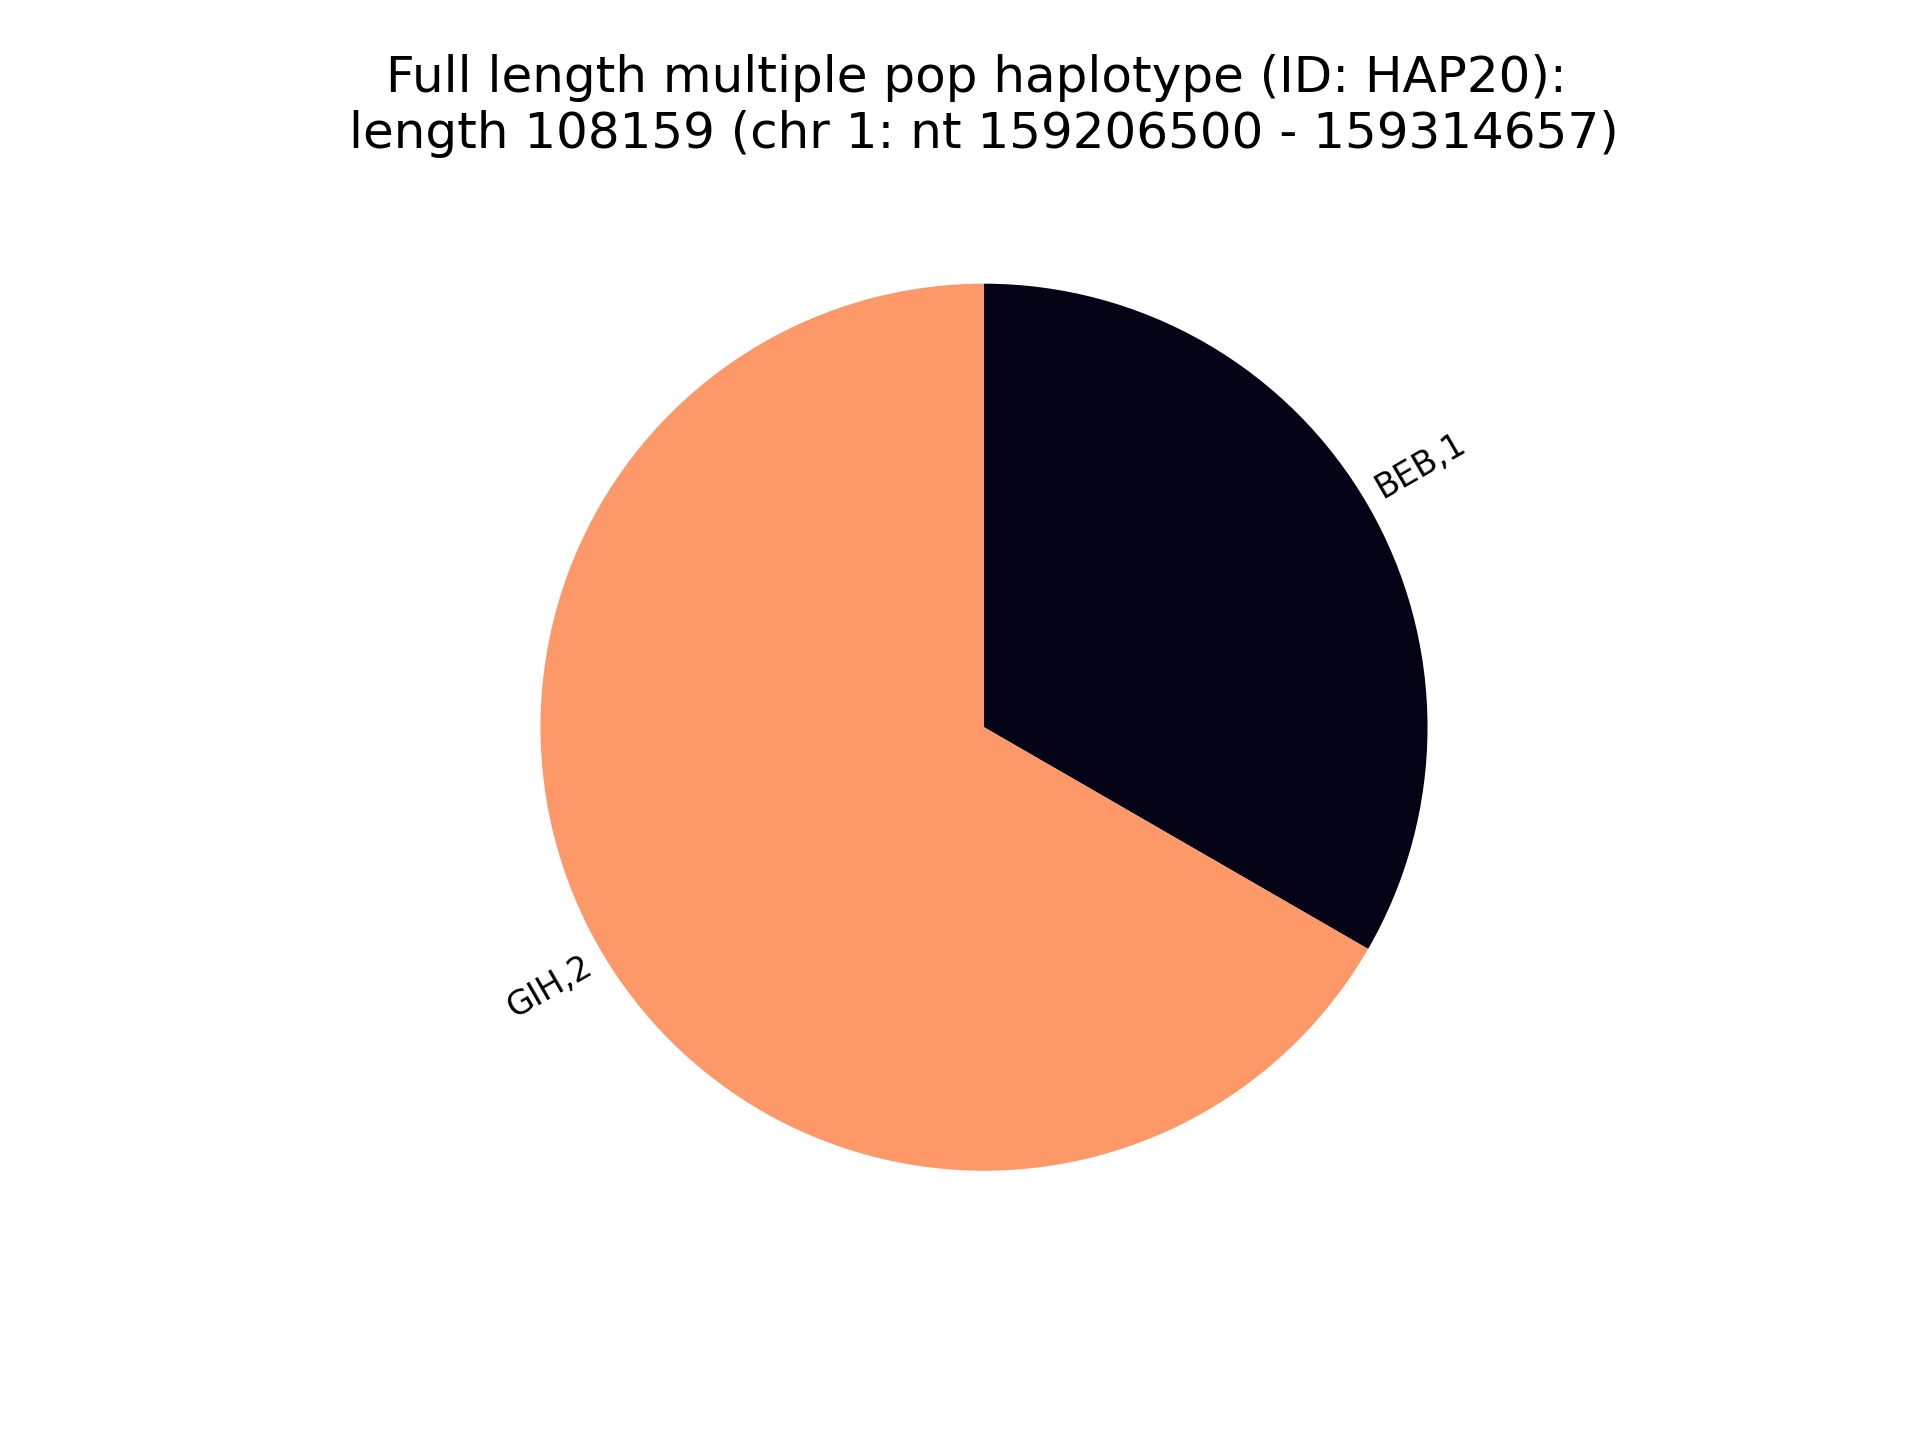 Full length multiple pop haplotype (ID: HAP20):
length 108159 (chr 1: nt 159206500 - 159314657)
BEB,1
GIH,2